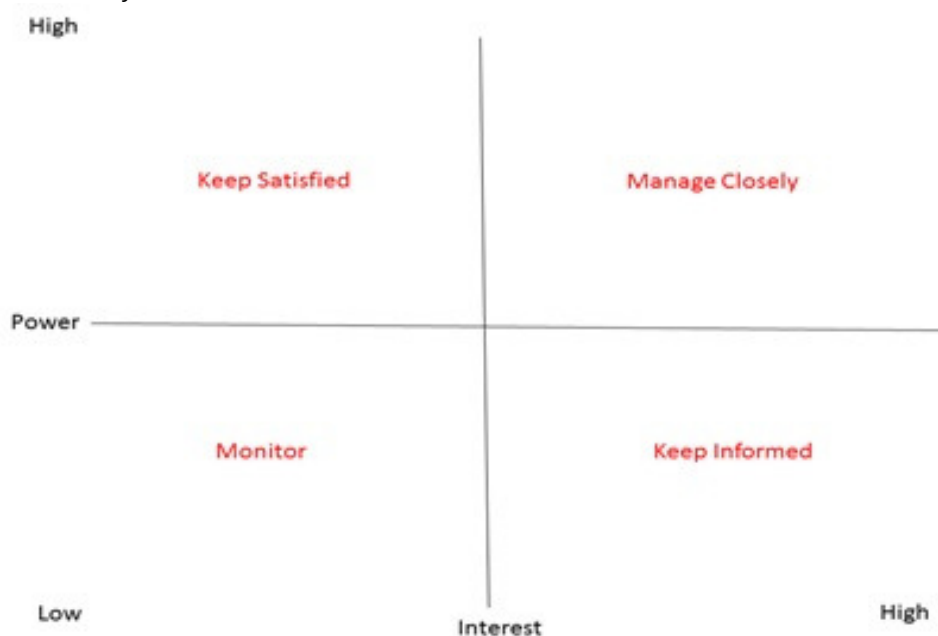 High
Keep Satisfied
Manage Closely
Power
Monitor
Keep Informed
Low
Interest
High